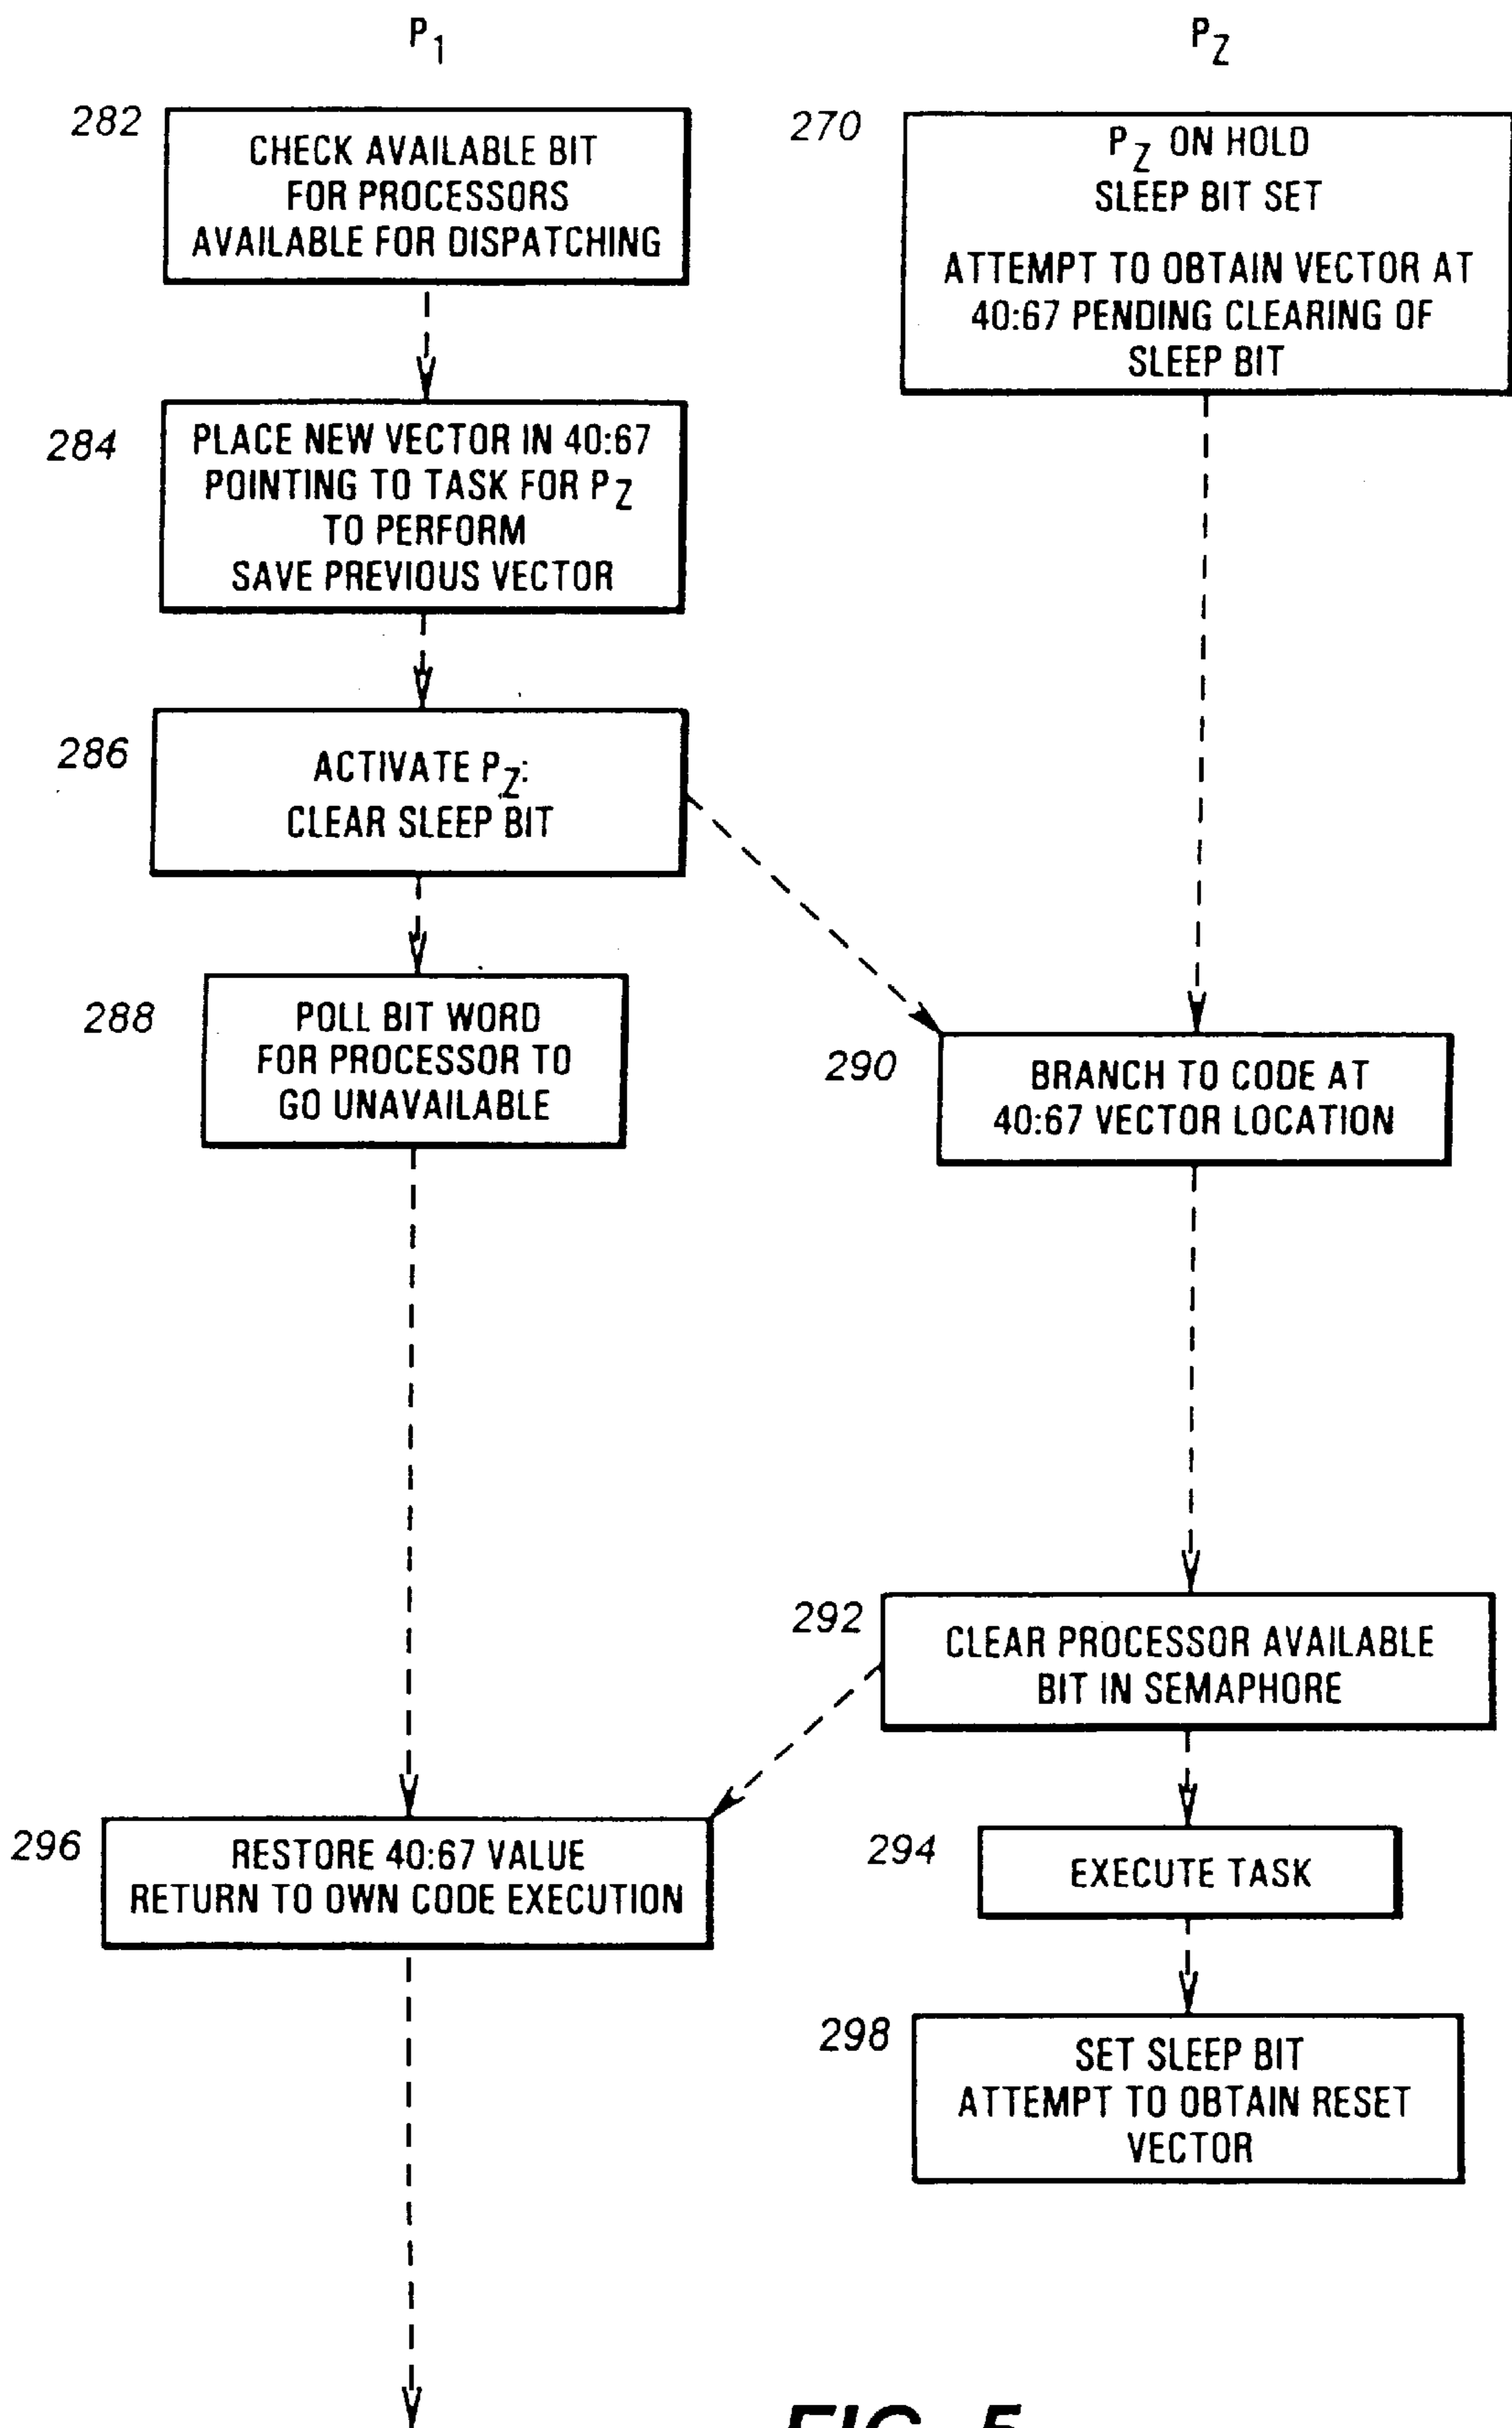 P1
PZ
282
CHECK AVAILABLE BIT
FOR PROCESSORS
AVAILABLE FOR DISPATCHING
270
PZ ON HOLD
SLEEP BIT SET
ATTEMPT TO OBTAIN VECTOR AT
40:67 PENDING CLEARING OF
SLEEP BIT
284
PLACE NEW VECTOR IN 40:67
POINTING TO TASK FOR PZ
TO PERFORM
SAVE PREVIOUS VECTOR
286
ACTIVATE PZ:
CLEAR SLEEP BIT
288
POLL BIT WORD
FOR PROCESSOR TO
GO UNAVAILABLE
290
BRANCH TO CODE AT
40:67 VECTOR LOCATION
292
CLEAR PROCESSOR AVAILABLE
BIT IN SEMAPHORE
296
RESTORE 40:67 VALUE
RETURN TO OWN CODE EXECUTION
294
EXECUTE TASK
298
SET SLEEP BIT
ATTEMPT TO OBTAIN RESET
VECTOR
FIG. 5